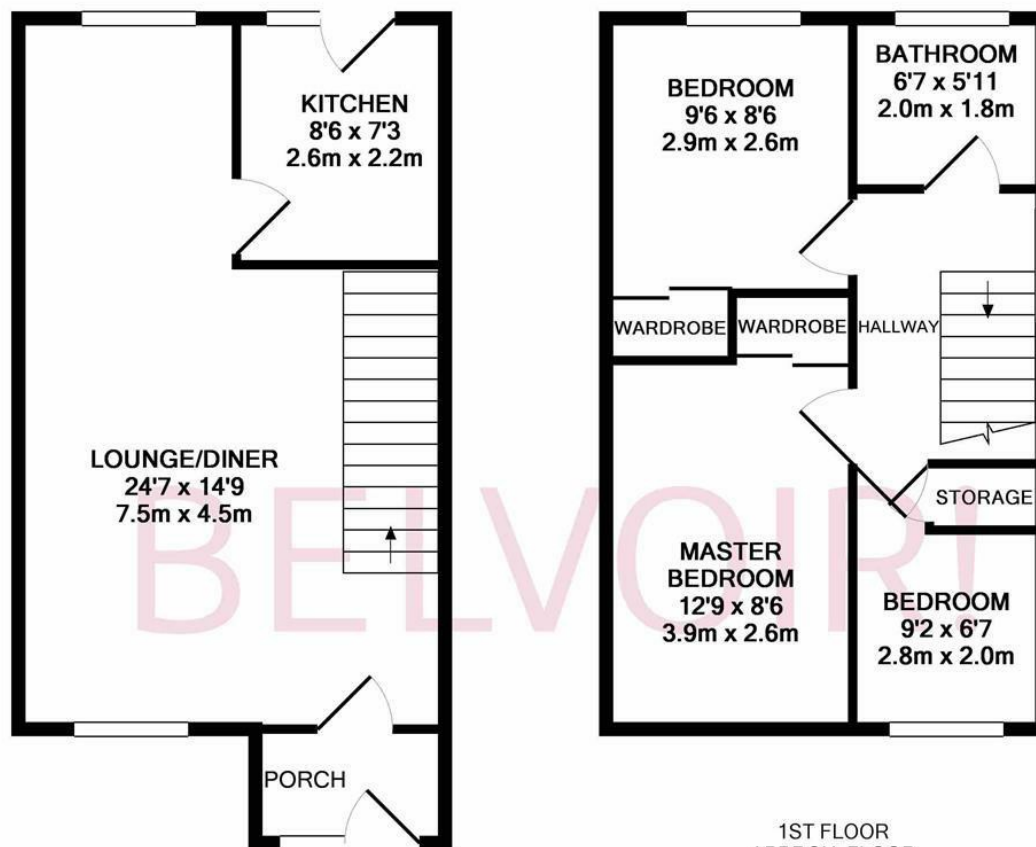 KITCHEN
8'6 x 7'3
2.6m x 2.2m
LOUNGE/DINER
24'7 x 14'9
7.5m x 4.5m
PORCH
BEDROOM
9'6 x 8'6
2.9m x 2.6m
BATHROOM
6'7 x 5'11
2.0m x 1.8m
WARDROBE
WARDROBE
HALLWAY
STORAGE
MASTER
BEDROOM
12'9 x 8'6
3.9m x 2.6m
BEDROOM
9'2 x 6'7
2.8m x 2.0m
BELVOIR!
1ST FLOOR